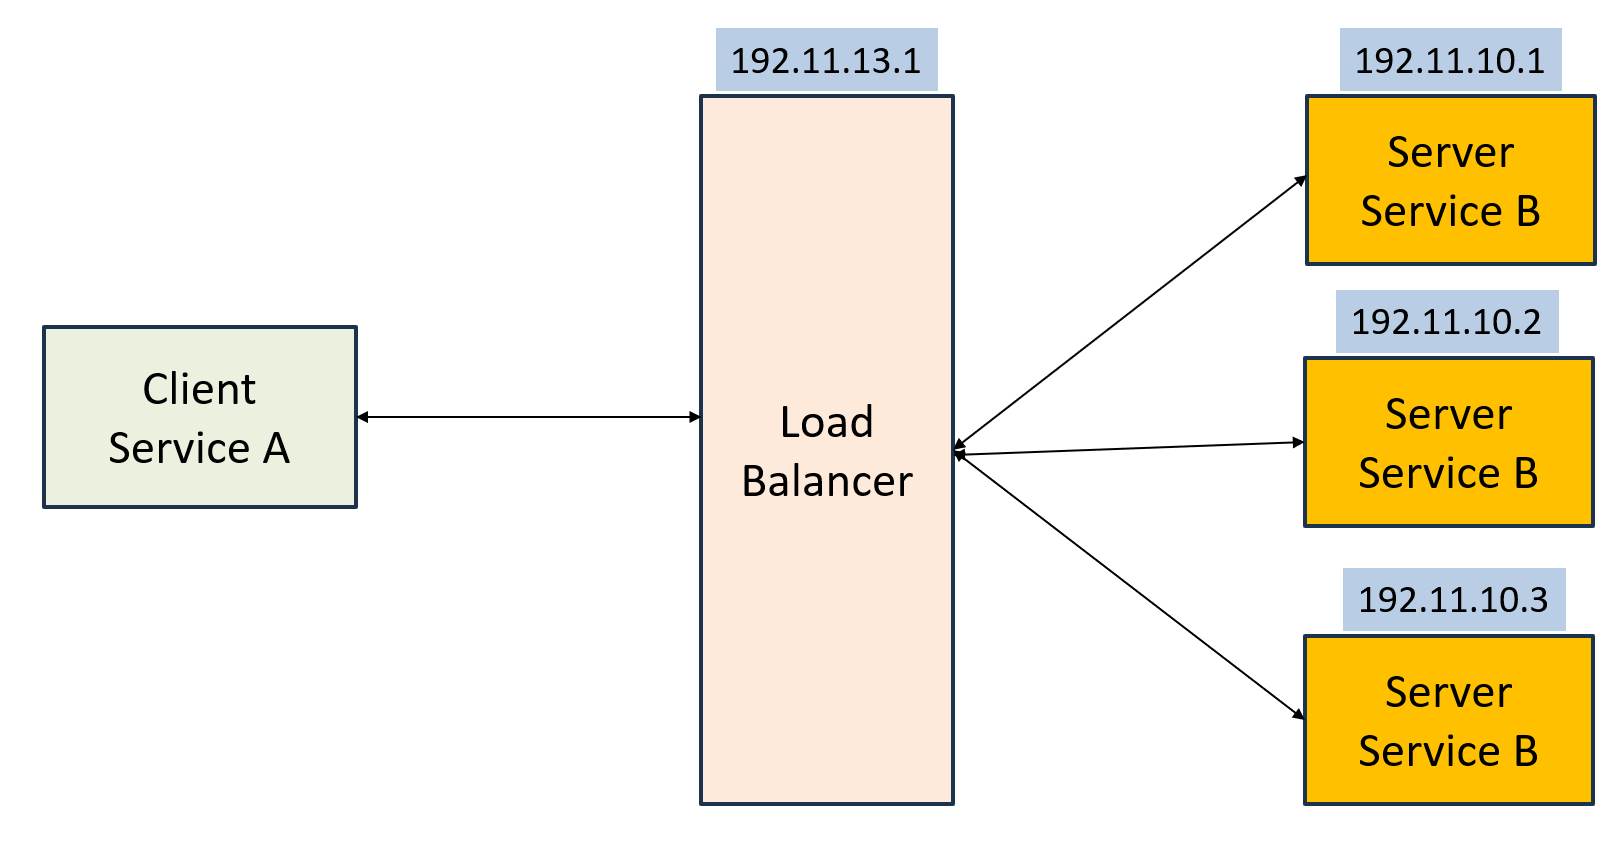 192.11.13.1
192.11.10.1
Server
Service B
192.11.10.2
Client
Service A
Load
Balancer
Server
Service B
192.11.10.3
Server
Service B